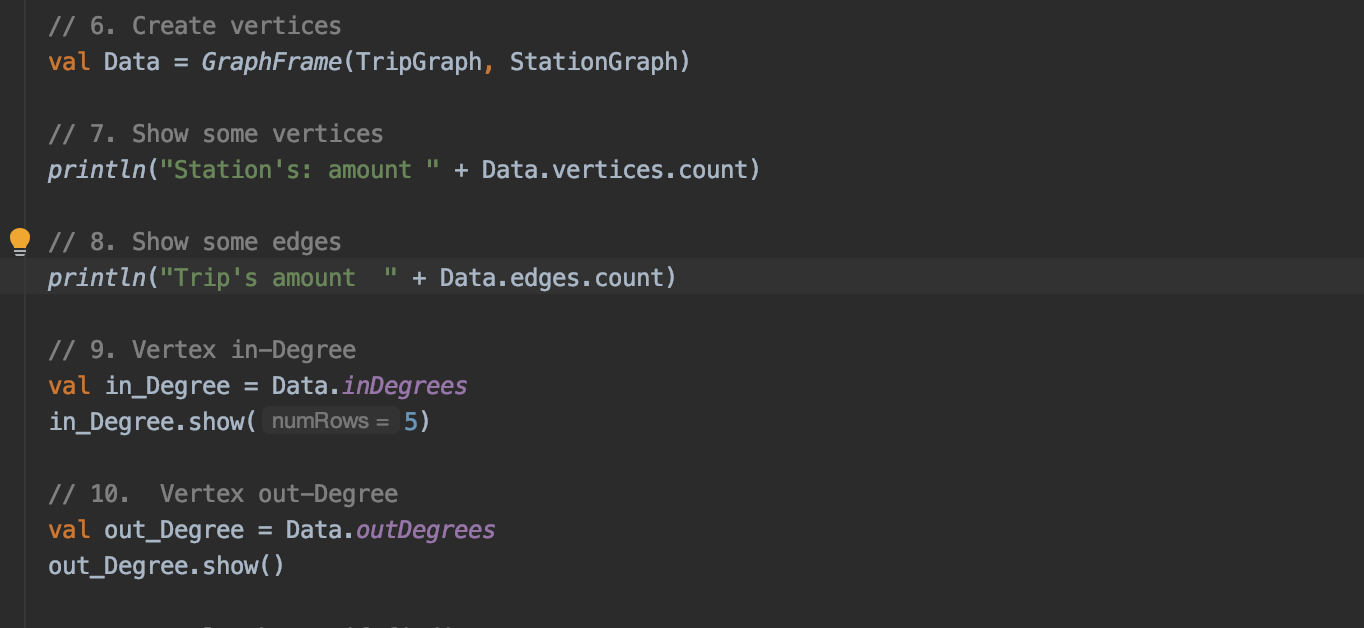 // 6. Create vertices
val Data = GraphFrame(TripGraph, StationGraph)
// 7. Show some vertices
println("Station's: amount " + Data.vertices.count)
// 8. Show some edges
println("Trip's amount  " + Data.edges.count)
// 9. Vertex in-Degree
val in_Degree = Data.inDegrees
in_Degree.show( numRows = 5)
// 10.  Vertex out-Degree
val out_Degree = Data.outDegrees
out_Degree.show()